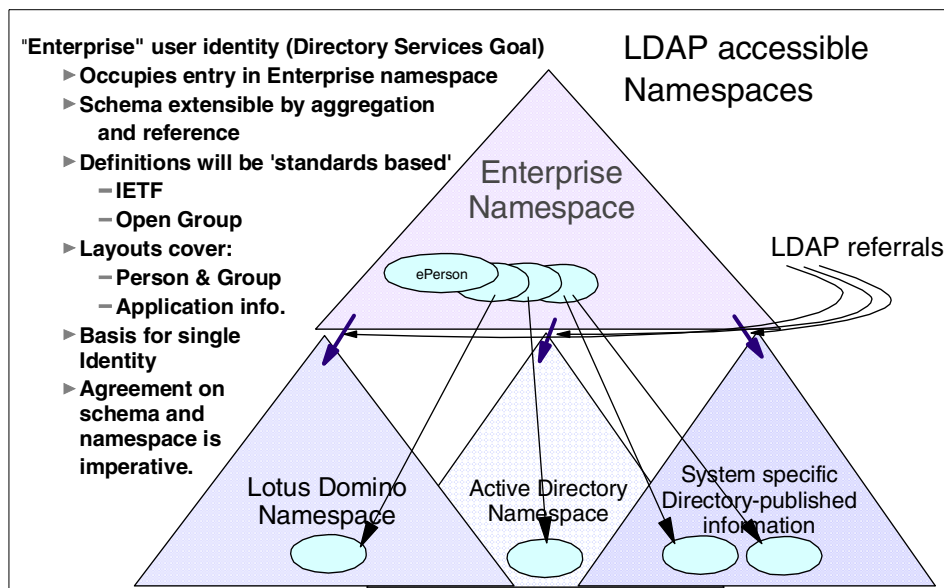 "Enterprise" user identity (Directory Services Goal)
Occupies entry in Enterprise namespace
Schema extensible by aggregation
and reference
Definitions will be 'standards based'
IETF
Open Group
Layouts cover:
Person & Group
Application info.
Basis for single
Identity
Agreement on
schema and
namespace is
imperative.
LDAP accessible
Namespaces
Enterprise
Namespace
ePerson
LDAP referrals
Lotus Domino
Namespace
Active Directory
Namespace
System specific
Directory-published
information